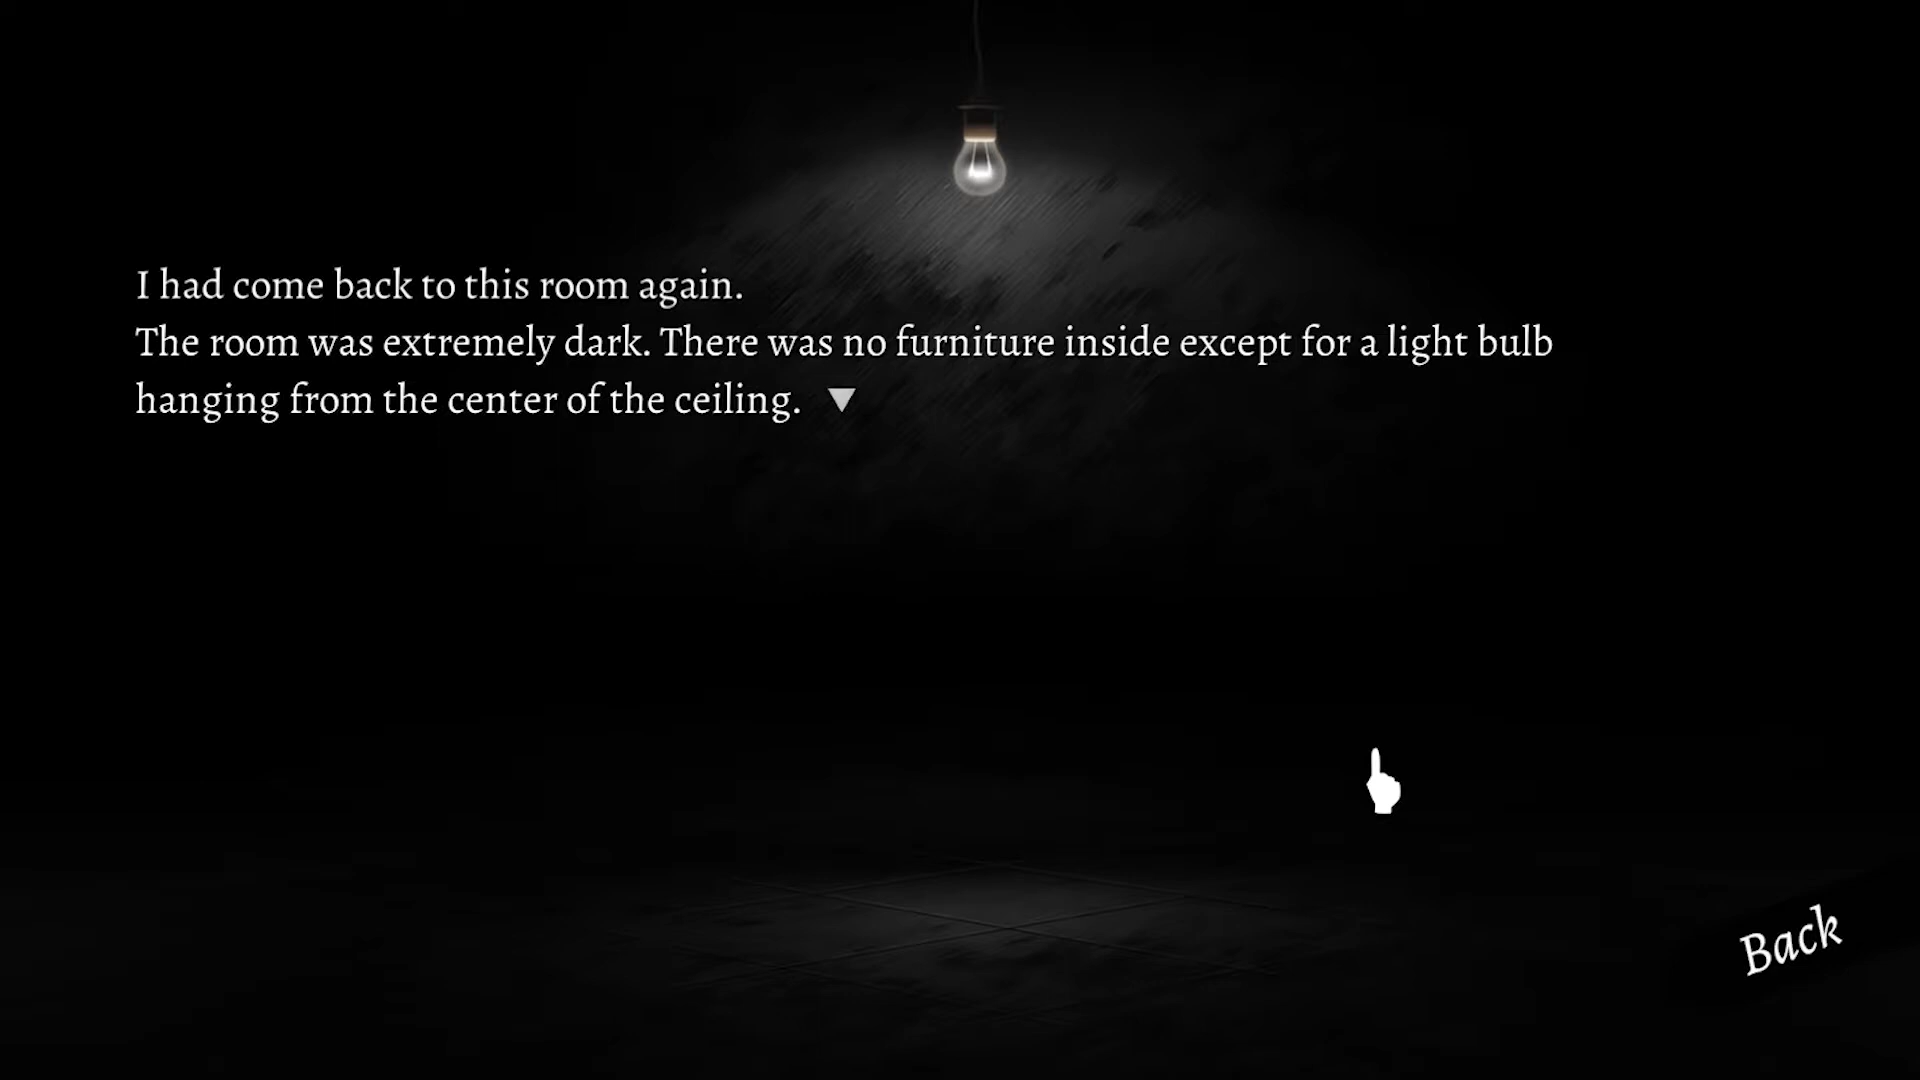 I had come back to this room again.
The room was extremely dark. There was no furniture inside except for a light bulb
hanging from the center of the ceiling.
Back